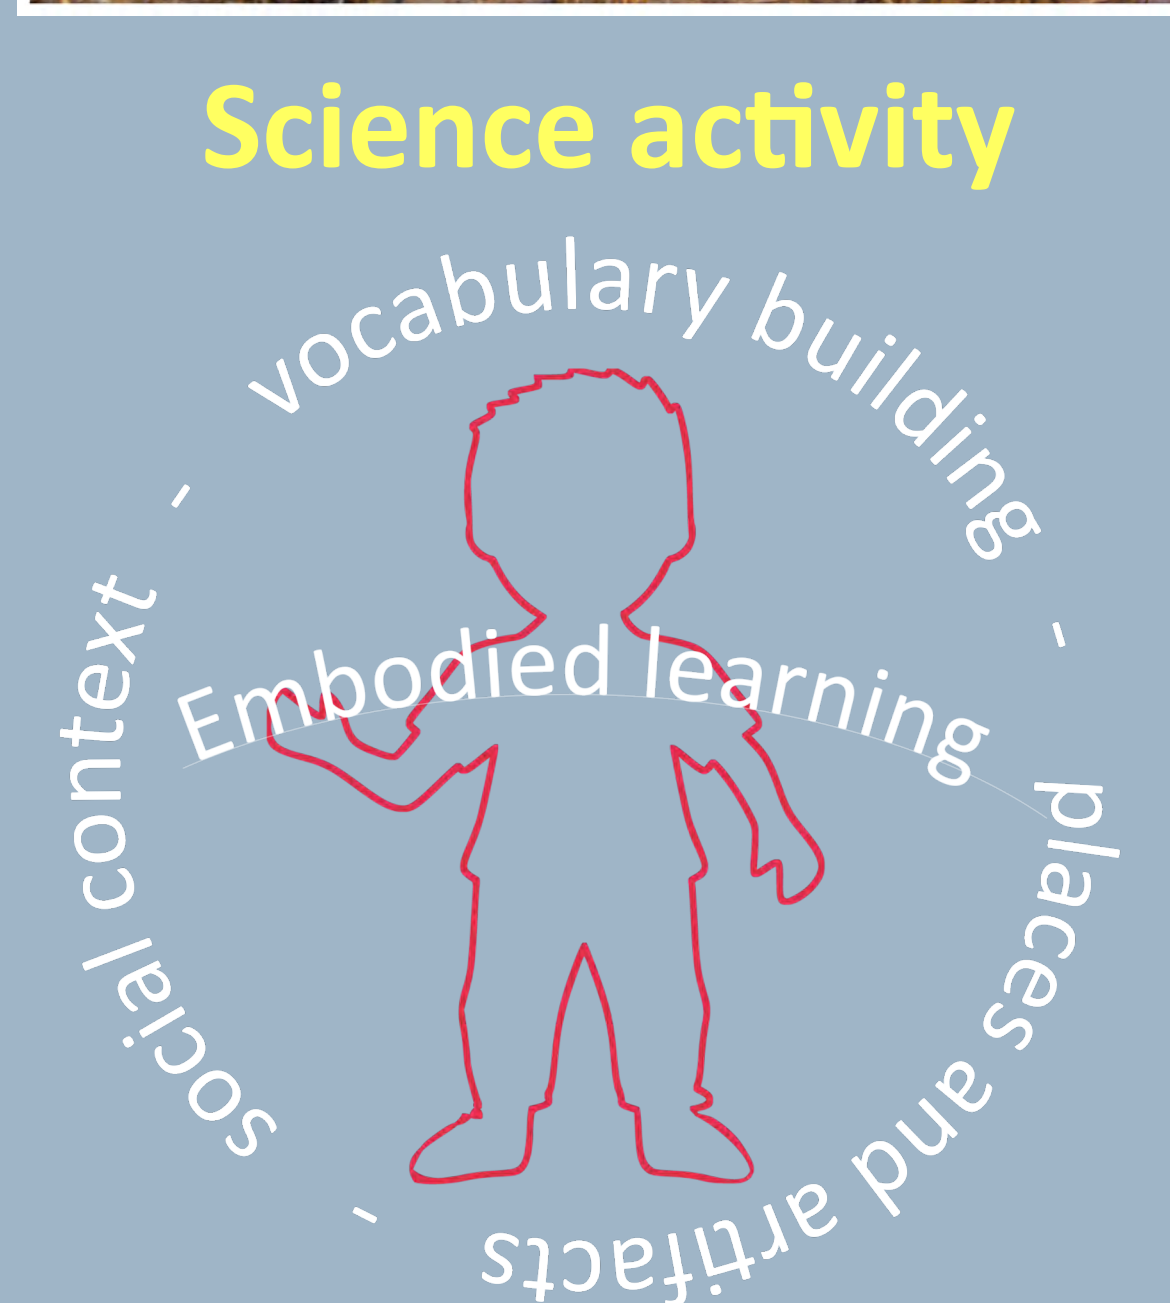 Science activity
vocabulary building - places and artifacts - social context -
Embodied learning